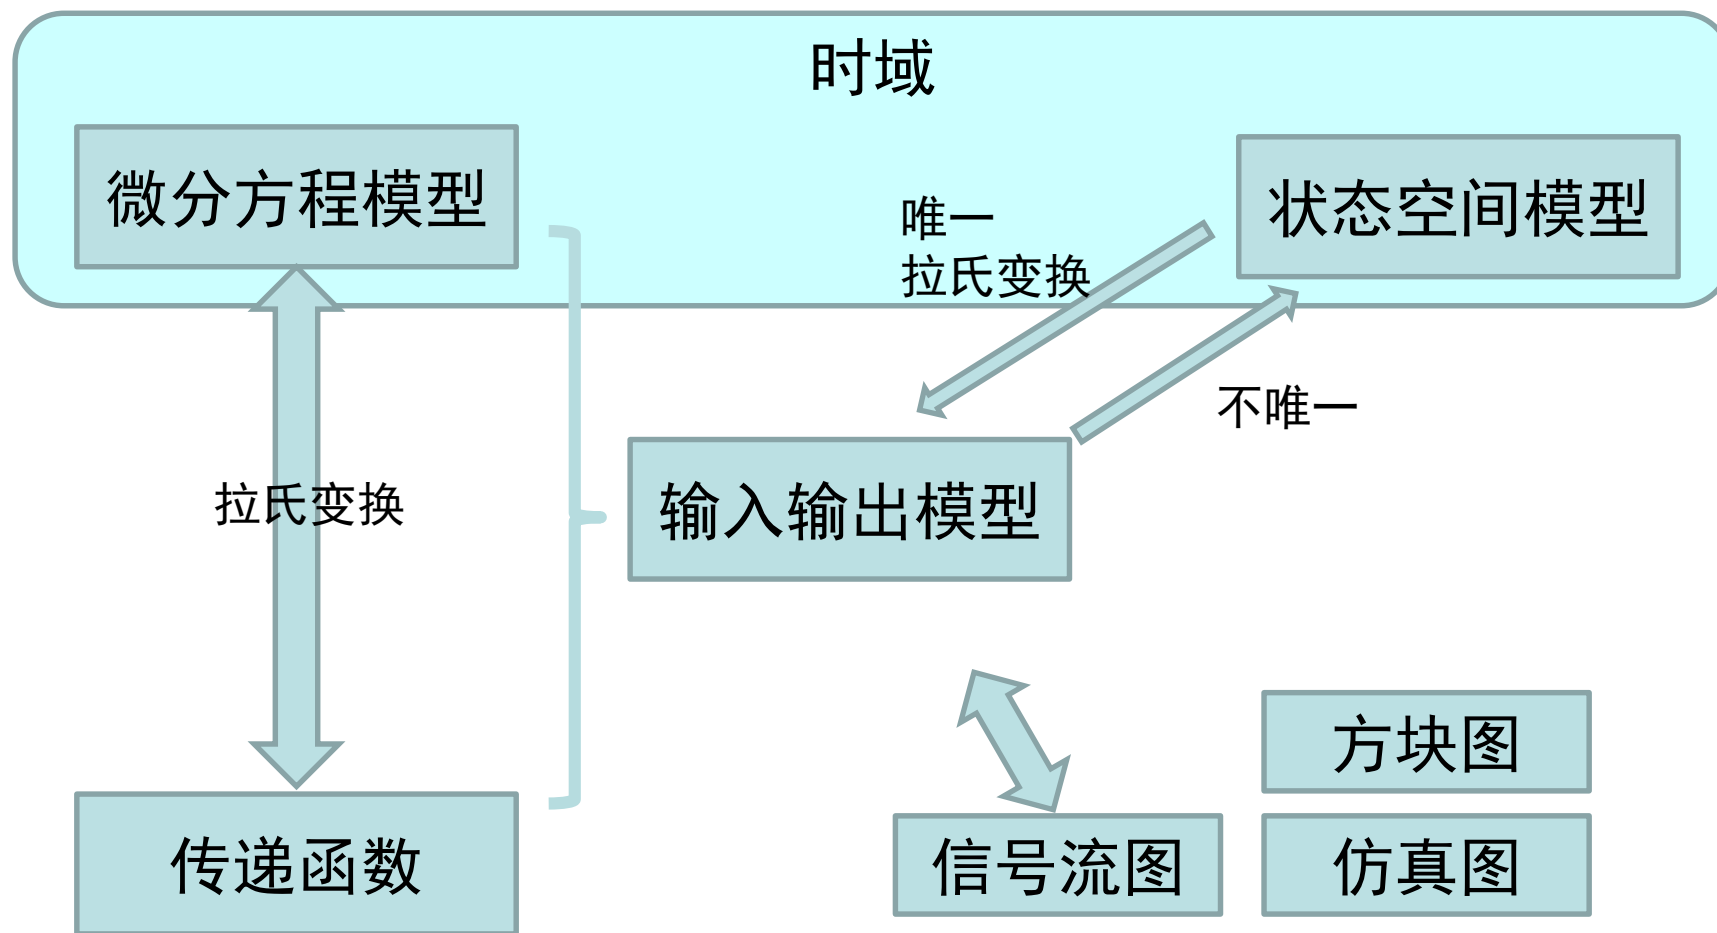 时域
微分方程模型
状态空间模型
唯一
拉氏变换
不唯一
拉氏变换
输入输出模型
方块图
传递函数
信号流图
仿真图